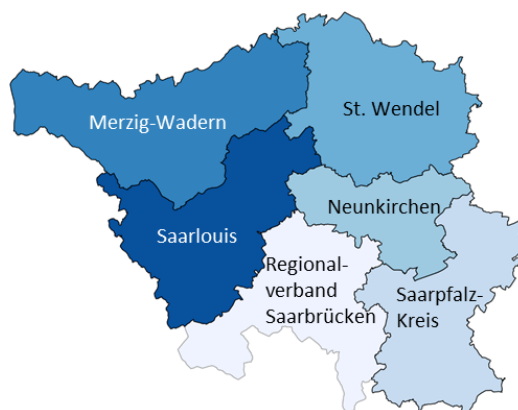 St. Wendel
Merzig-Wadern
Neunkirchen
Saarlouis
Regional-
verband
Saarbrücken
Saarpfalz-
Kreis